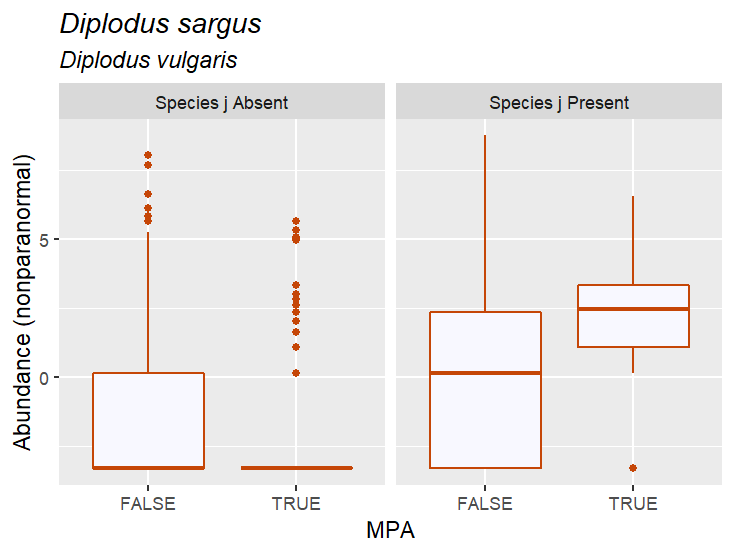 Diplodus sargus
Diplodus vulgaris
Species j Absent
Species j Present
Abundance (nonparanormal)
5
0
FALSE
TRUE
FALSE
TRUE
MPA